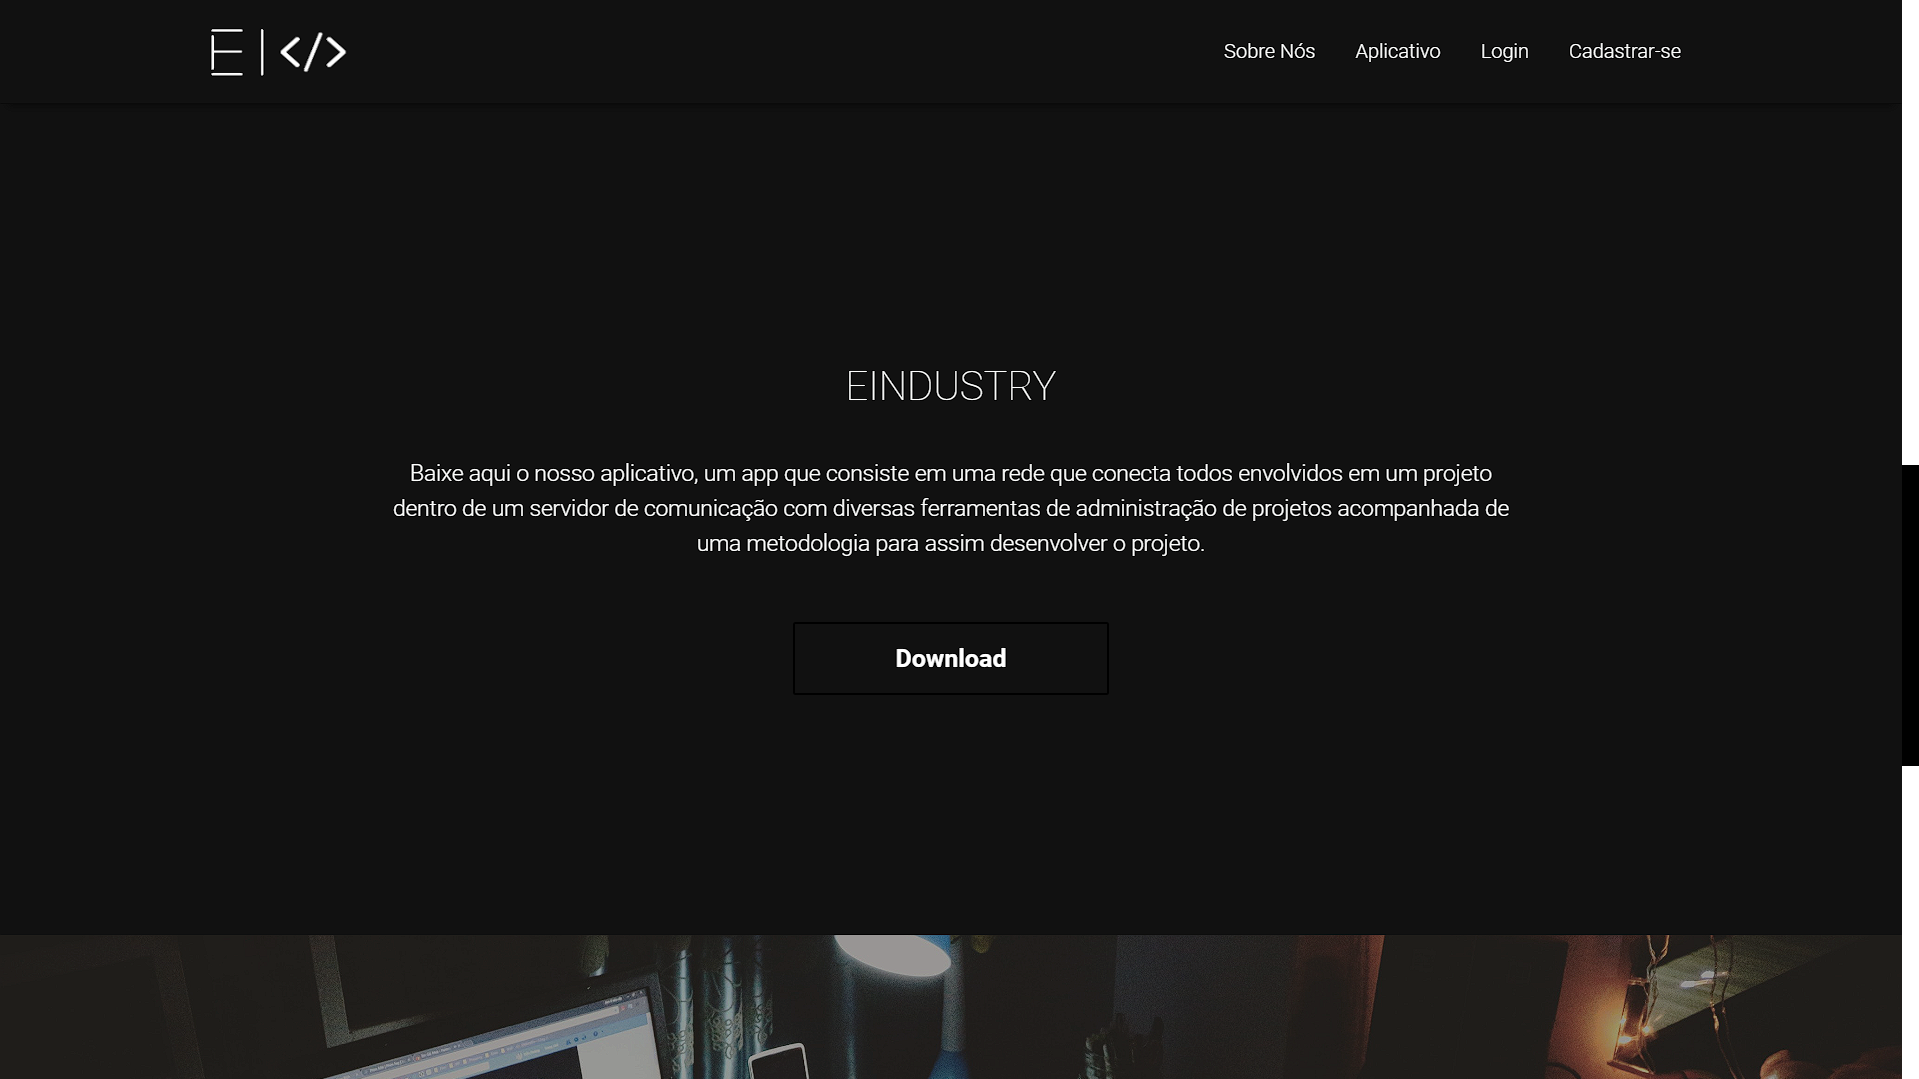 E|</>
Sobre Nós Aplicativo Login Cadastrar-se
EINDUSTRY
Baixe aqui o nosso aplicativo, um app que consiste em uma rede que conecta todos envolvidos em um projeto
dentro de um servidor de comunicação com diversas ferramentas de administração de projetos acompanhada de
uma metodologia para assim desenvolver o projeto.
Download